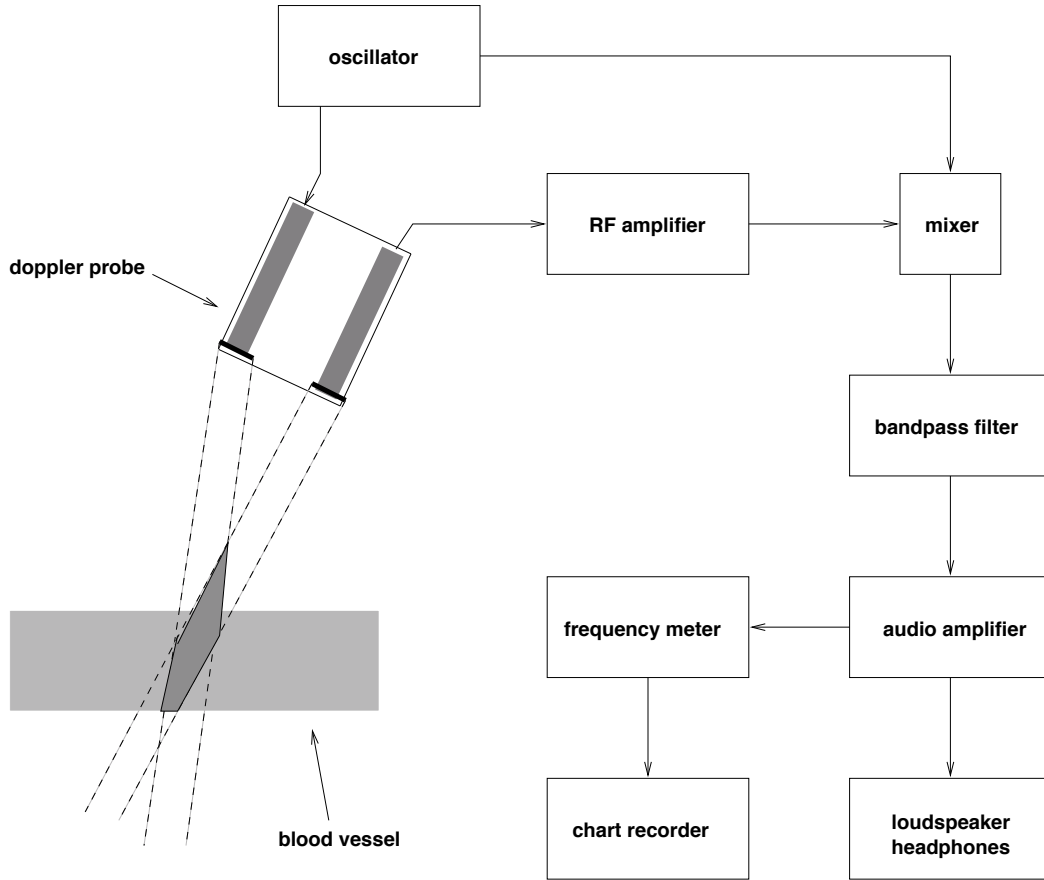 oscillator
RF amplifier
mixer
doppler probe
bandpass filter
frequency meter
audio amplifier
chart recorder
loudspeaker
headphones
blood vessel